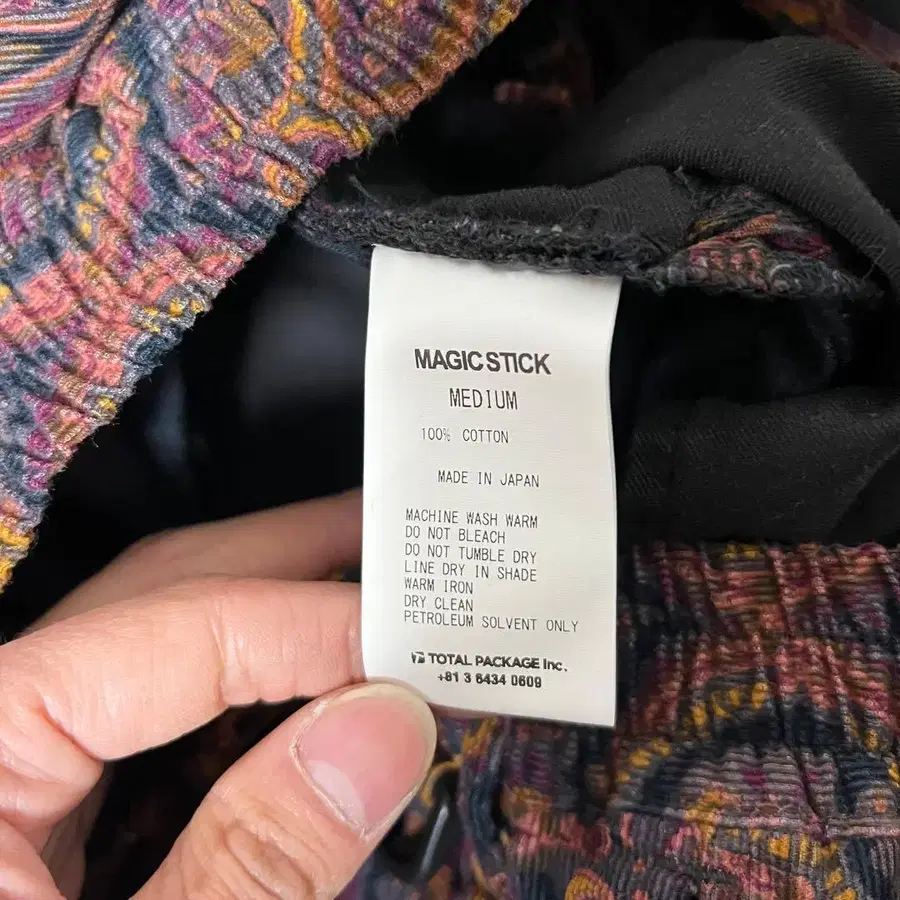 MAGIC STICK
MEDIUM
100% COTTON
MADE IN JAPAN
MACHINE WASH WARM
DO NOT BLEACH
DO NOT TUMBLE DRY
LINE DRY IN SHADE
WARM IRON
DRY CLEAN
PETROLEUM SOLVENT ONLY
TOTAL PACKAGE Inc.
+81 3 6434 0609